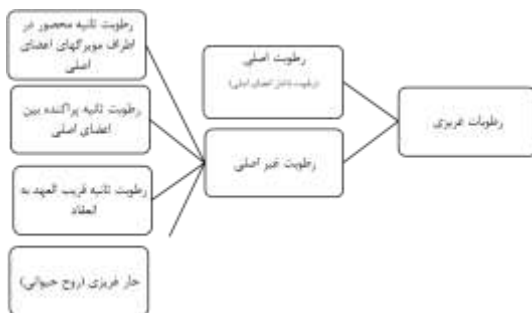 رطوبات غریزی
رطوبت اصلی
(رطوبت داخل اعضای اصلی)
رطوبت غیر اصلی
رطوبت ثانیه محصور در
اطراف مویرگهای اعضای
اصلی
رطوبت ثانیه پراکنده بین
اعضای اصلی
رطوبت ثانیه قریب العهد به
انعقاد
حار غریزی (روح حیوانی)